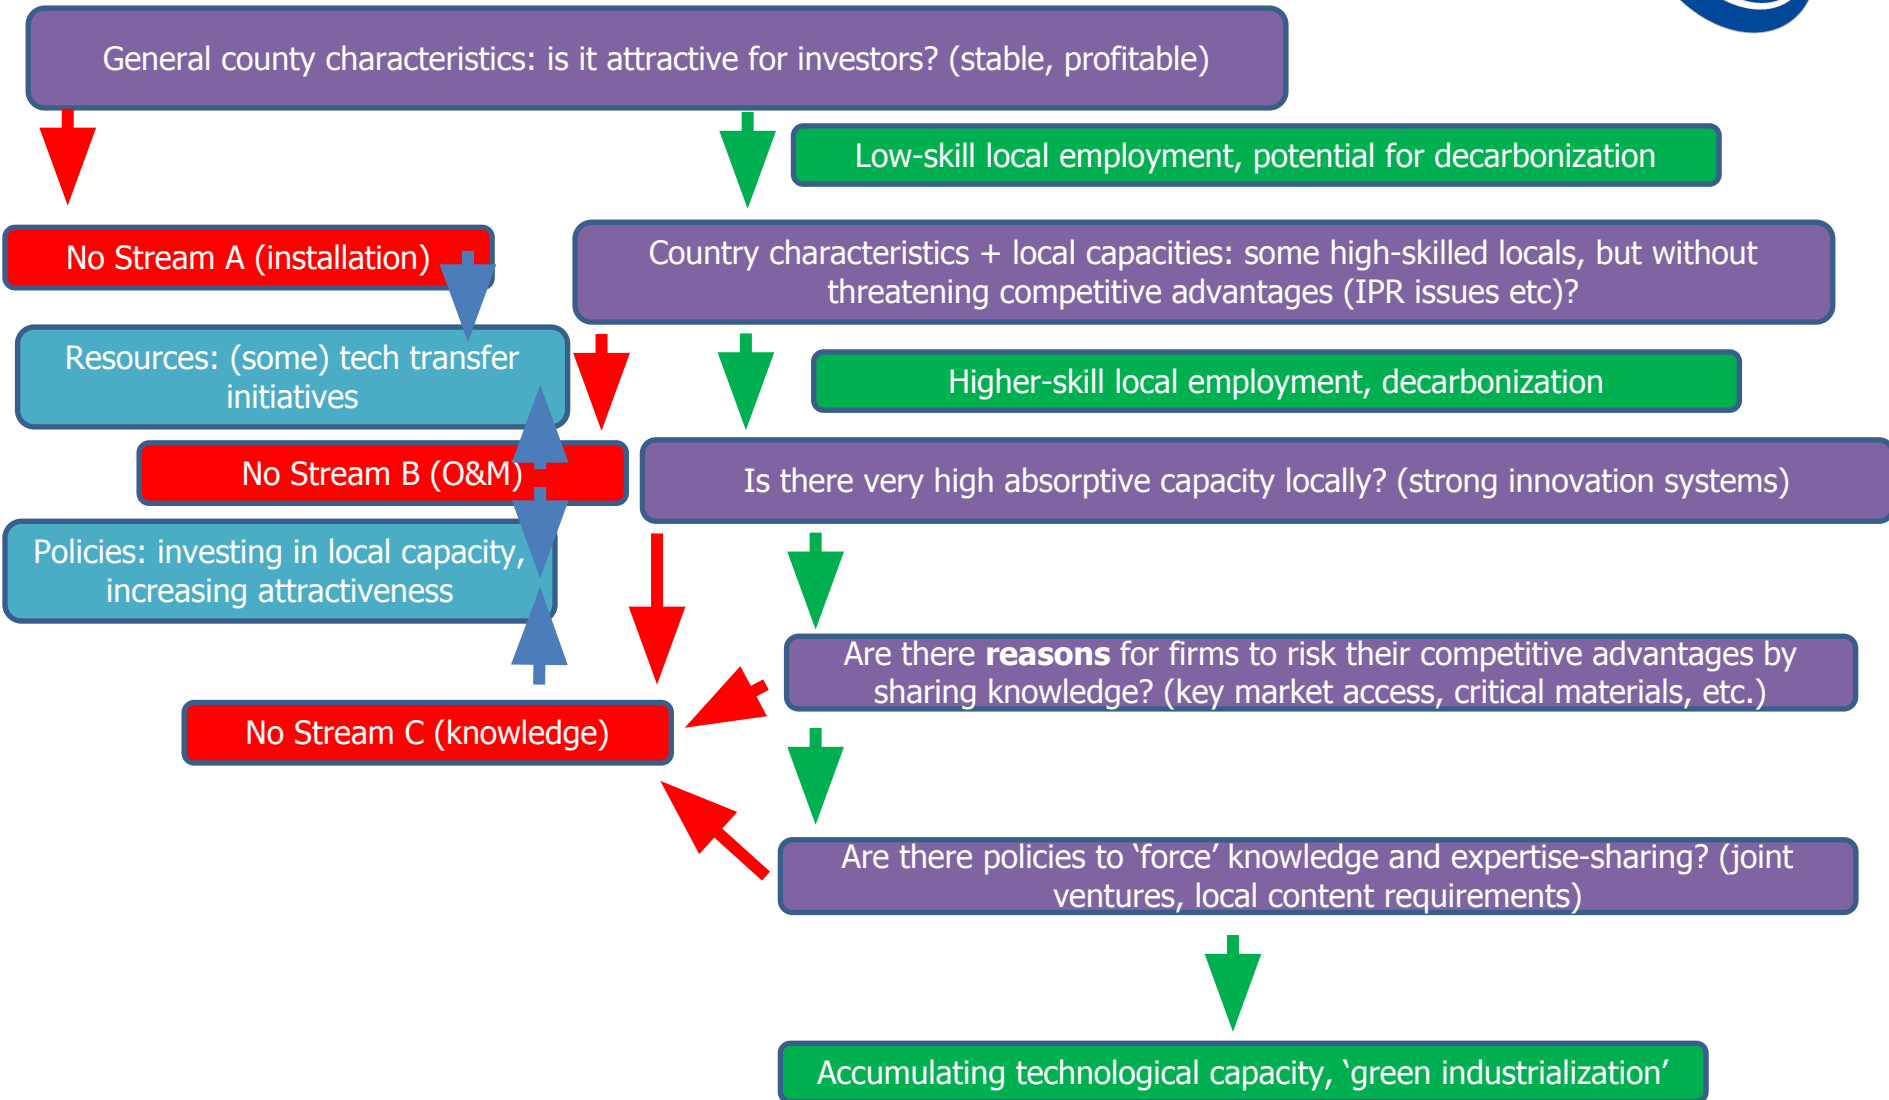 General county characteristics: is it attractive for investors? (stable, profitable)
Low-skill local employment, potential for decarbonization
No Stream A (installation)
Country characteristics + local capacities: some high-skilled locals, but without
threatening competitive advantages (IPR issues etc)?
Resources: (some) tech transfer
initiatives
Higher-skill local employment, decarbonization
No Stream B (O&M)
Is there very high absorptive capacity locally? (strong innovation systems)
Policies: investing in local capacity,
increasing attractiveness
Are there reasons for firms to risk their competitive advantages by
sharing knowledge? (key market access, critical materials, etc.)
No Stream C (knowledge)
Are there policies to ‘force’ knowledge and expertise-sharing? (joint
ventures, local content requirements)
Accumulating technological capacity, ‘green industrialization’